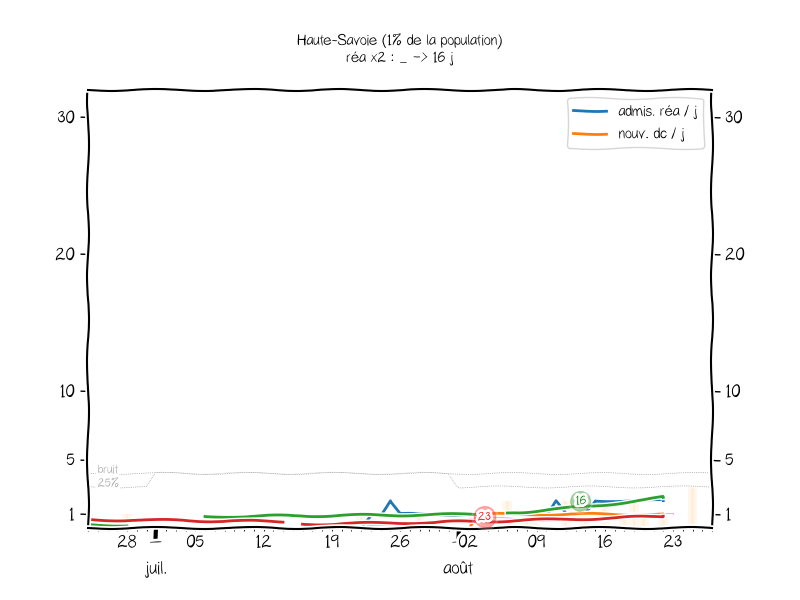 Haute-Savoie (1% de la population)
réa x2 : _ -> 16 j
admis. réa / j
nouv. dc / j
30
30
20
20
10
10
5
5
bruit
25%
16
23
1
1
28 05 12 19 26 02 09 16 23
juil. août